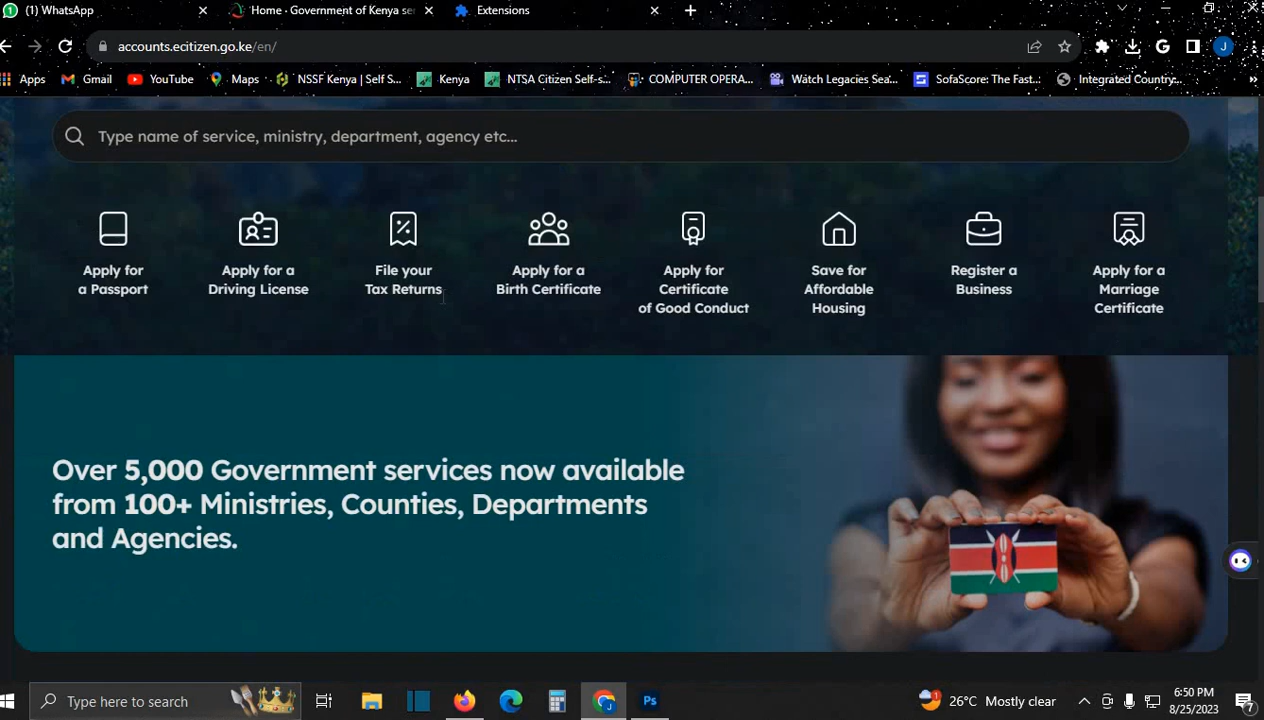 (1) WhatsApp
Home - Government of Kenya se
Extensions
accounts.ecitizen.go.ke/en/
G
J
Apps
Gmail
YouTube
Maps
NSSF Kenya | Self S...
Kenya
NTSA Citizen Self-s...
COMPUTER OPERA...
Watch Legacies Sea...
SofaScore: The Fast...
Integrated Country...
»
Type name of service, ministry, department, agency etc...
Apply for
a Passport
Apply for a
Driving License
File your
Tax Returns
Apply for a
Birth Certificate
Apply for
Certificate
of Good Conduct
Save for
Affordable
Housing
Register a
Business
Apply for a
Marriage
Certificate
Over 5,000 Government services now available
from 100+ Ministries, Counties, Departments
and Agencies.
Type here to search
J
Ps
1
26°C Mostly clear
6:50 PM
8/25/2023
7